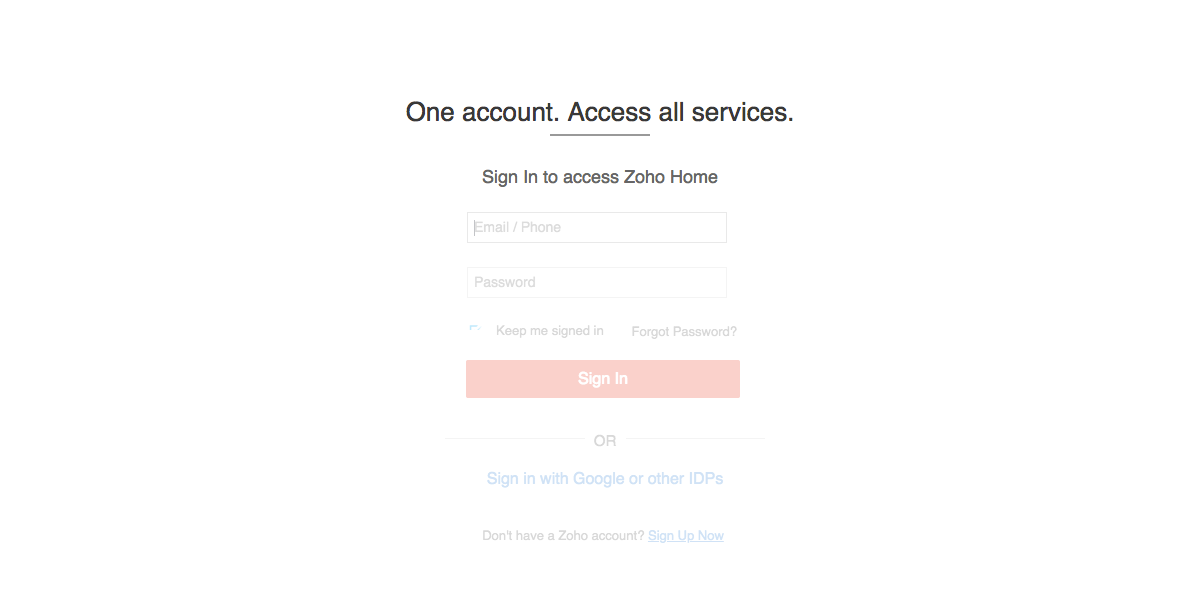 One account. Access all services.
Sign In to access Zoho Home
Email / Phone
Password
Keep me signed in Forgot Password?
Sign In
OR
Sign in with Google or other IDPs
Don't have a Zoho account? Sign Up Now